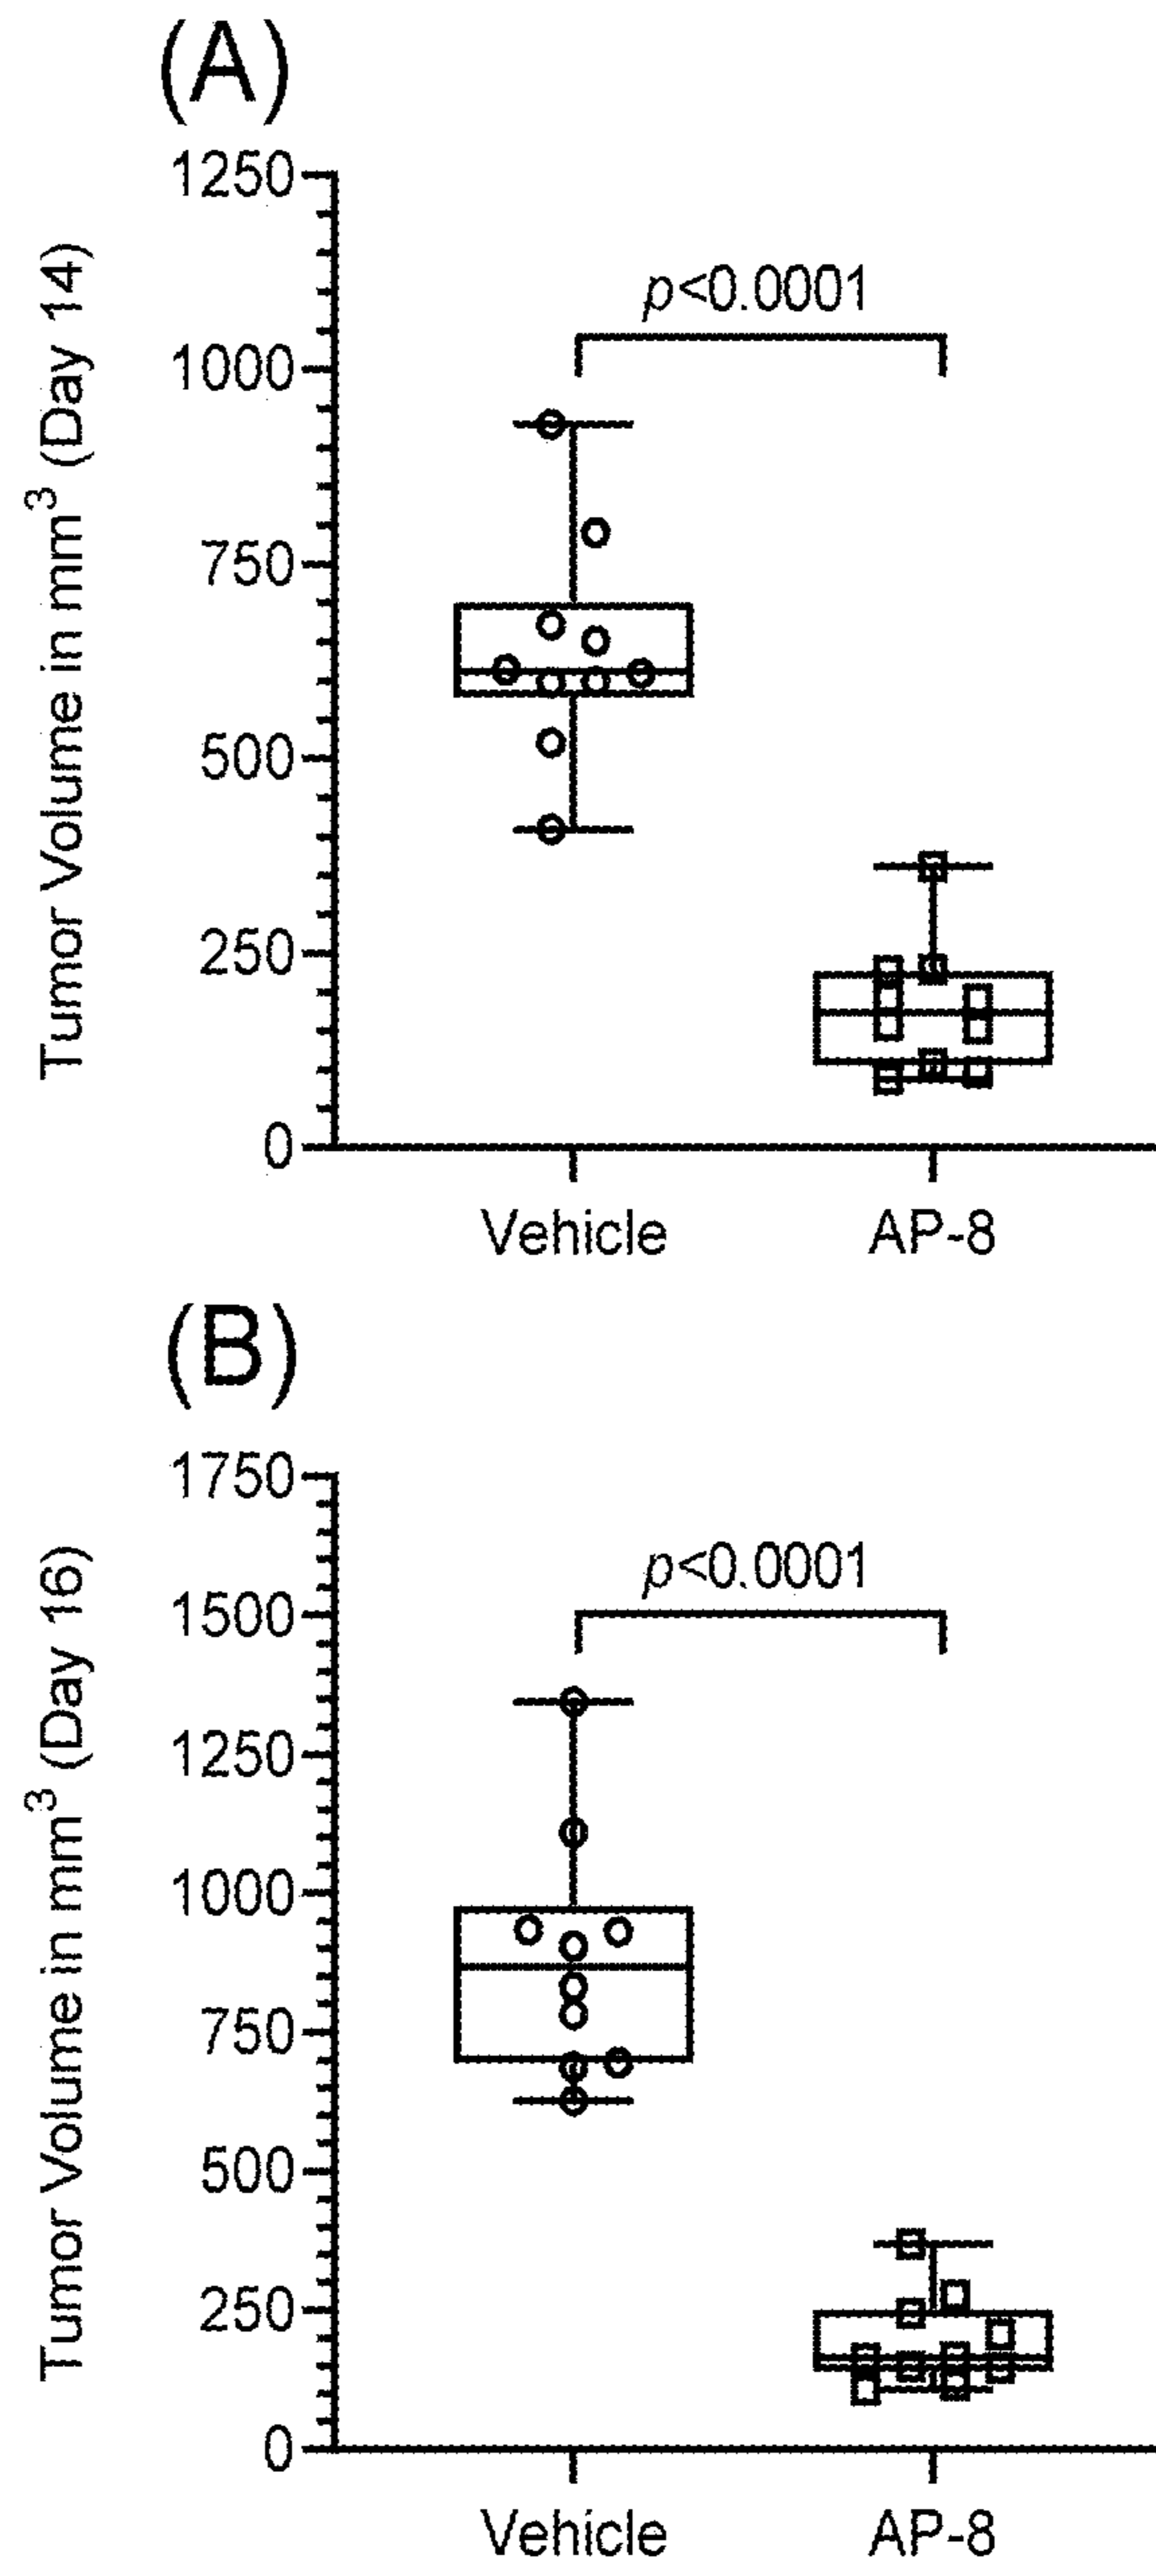 (A)
1250
1000
750
500
250
0
Tumor Volume in mm³ (Day 14)
p<0.0001
Vehicle AP-8
(B)
1750
1500
1250
1000
750
500
250
0
Tumor Volume in mm³ (Day 16)
p<0.0001
Vehicle AP-8